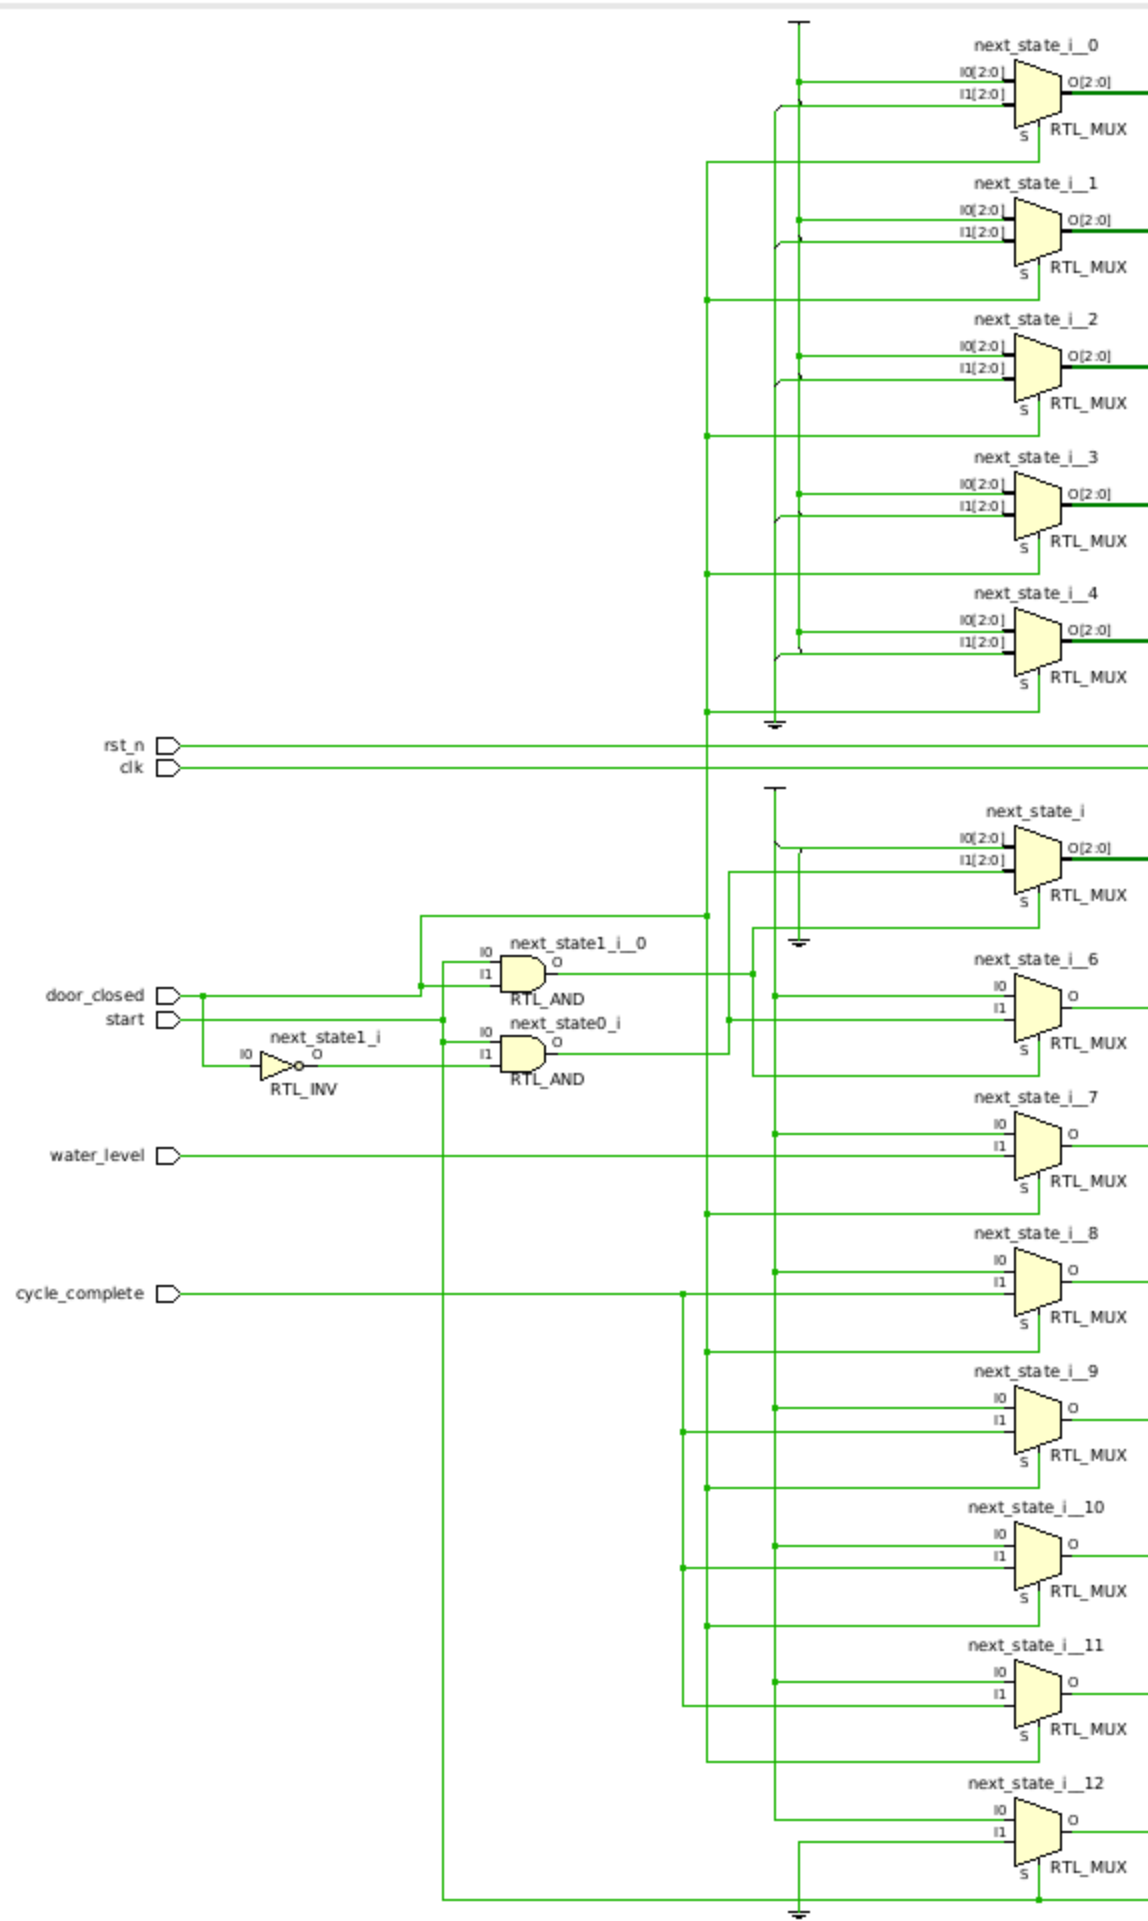 next_state_i__0
I0[2:0]
O[2:0]
I1[2:0]
RTL_MUX
S
next_state_i__1
I0[2:0]
O[2:0]
I1[2:0]
RTL_MUX
S
next_state_i__2
I0[2:0]
O[2:0]
I1[2:0]
RTL_MUX
S
next_state_i__3
I0[2:0]
O[2:0]
I1[2:0]
RTL_MUX
S
next_state_i__4
I0[2:0]
O[2:0]
I1[2:0]
RTL_MUX
S
rst_n
clk
next_state_i
I0[2:0]
O[2:0]
I1[2:0]
RTL_MUX
S
next_state1_i__0
I0
O
I1
RTL_AND
next_state_i__6
I0
O
I1
RTL_MUX
S
door_closed
start
next_state0_i
I0
O
I1
RTL_AND
next_state1_i
I0
O
RTL_INV
next_state_i__7
I0
O
I1
RTL_MUX
S
water_level
next_state_i__8
I0
O
I1
RTL_MUX
S
cycle_complete
next_state_i__9
I0
O
I1
RTL_MUX
S
next_state_i__10
I0
O
I1
RTL_MUX
S
next_state_i__11
I0
O
I1
RTL_MUX
S
next_state_i__12
I0
O
I1
RTL_MUX
S